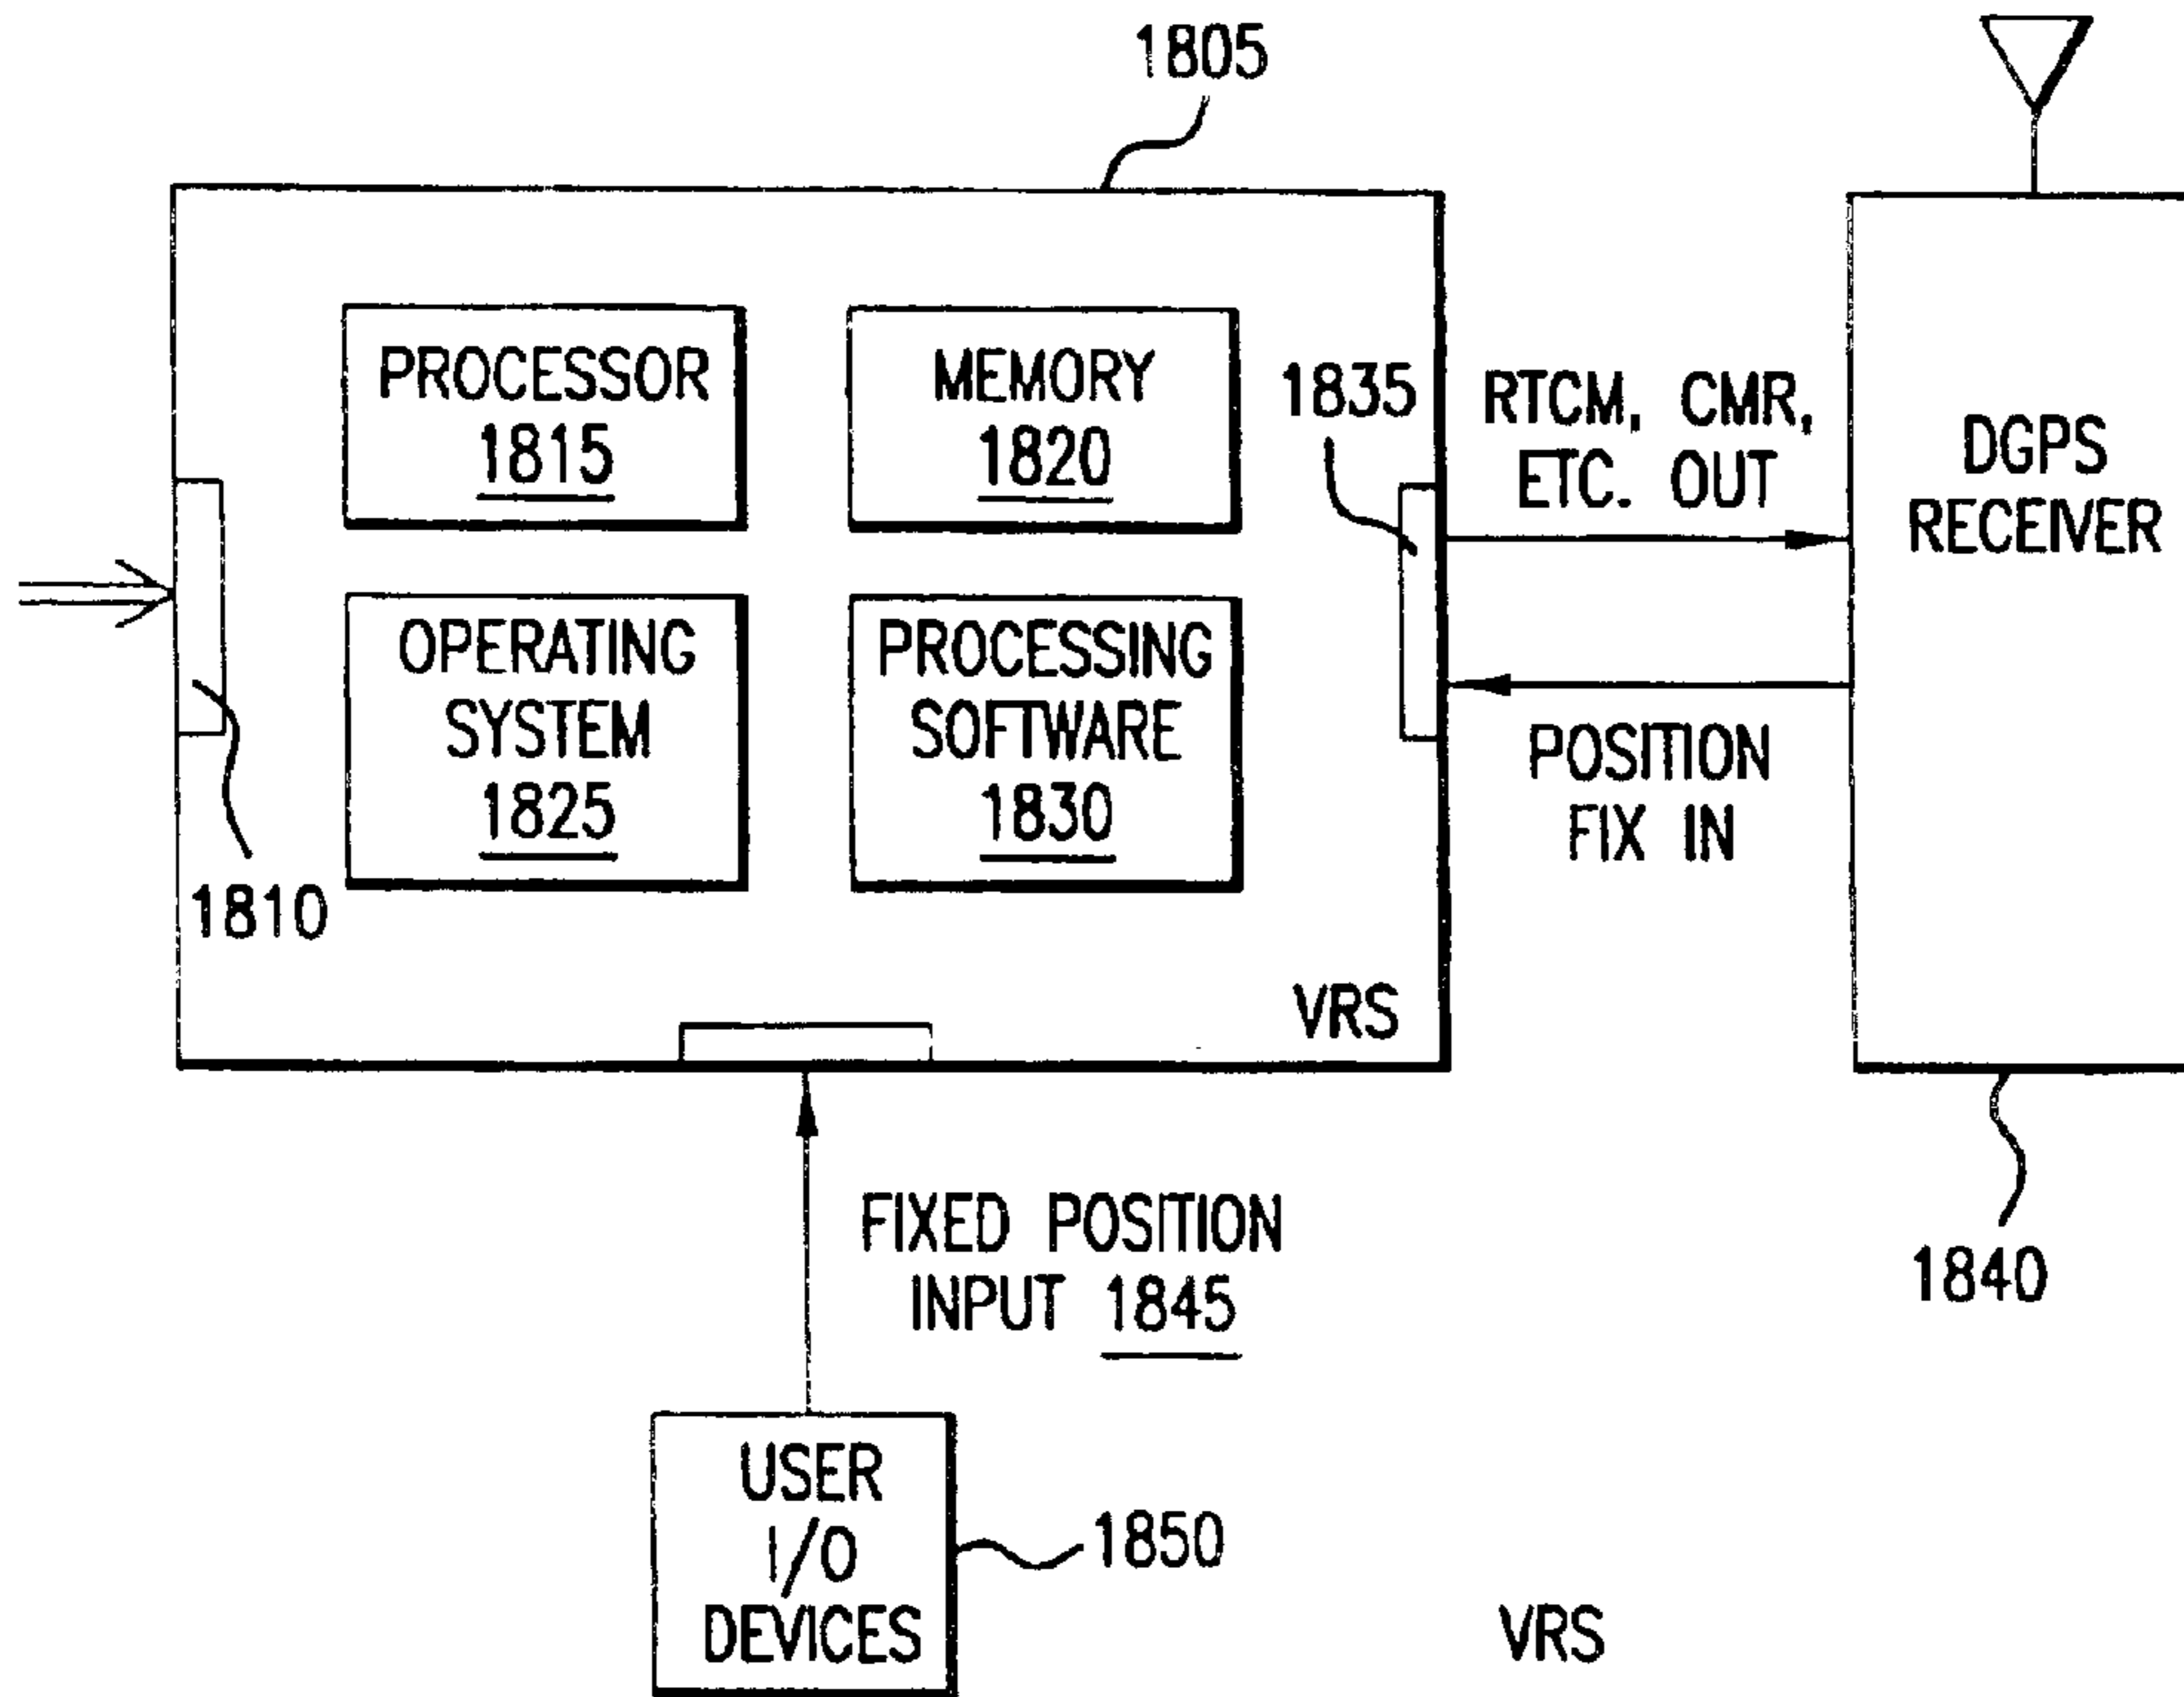 1805
PROCESSOR
1815
MEMORY
1820
1835
RTCM, CMR,
ETC. OUT
DGPS
RECEIVER
OPERATING
SYSTEM
1825
PROCESSING
SOFTWARE
1830
POSITION
FIX IN
1810
VRS
FIXED POSITION
INPUT 1845
1840
USER
I/O
DEVICES
1850
VRS